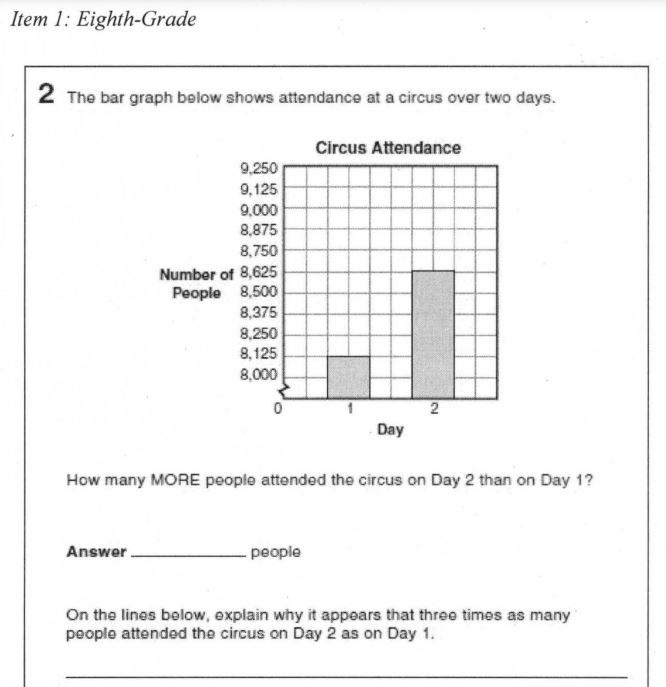 Item 1: Eighth-Grade
2 The bar graph below shows attendance at a circus over two days.
Circus Attendance
9,250
9,125
9,000
8,875
8,750
Number of 8,625
People 8,500
8,375
8,250
8,125
8,000
0 1 2
Day
How many MORE people attended the circus on Day 2 than on Day 1?
Answer people
On the lines below, explain why it appears that three times as many
people attended the circus on Day 2 as on Day 1.